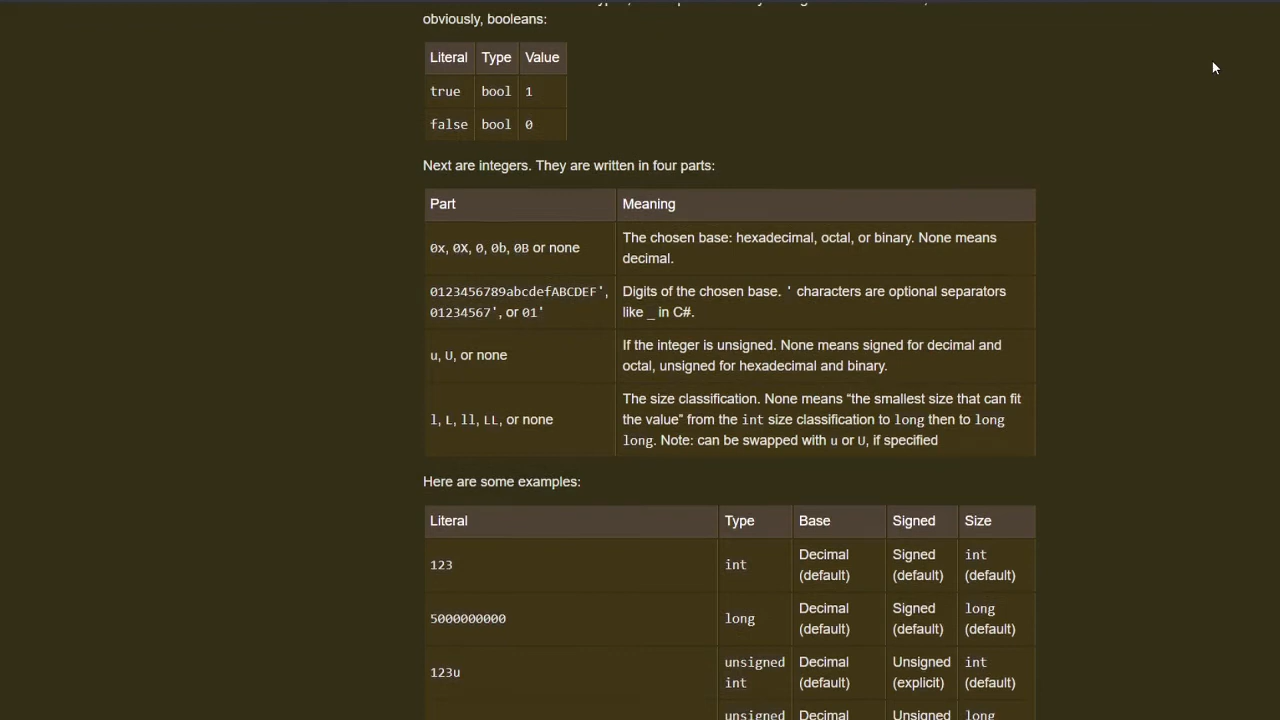 obviously, booleans:
Literal Type Value
true bool 1
false bool 0
Next are integers. They are written in four parts:
Part Meaning
0x, 0X, 0, 0b, 0B or none
The chosen base: hexadecimal, octal, or binary. None means
decimal.
0123456789abcdefABCDEF',
01234567', or 01'
Digits of the chosen base. ' characters are optional separators
like _ in C#.
u, U, or none
If the integer is unsigned. None means signed for decimal and
octal, unsigned for hexadecimal and binary.
l, L, ll, LL, or none
The size classification. None means “the smallest size that can fit
the value” from the int size classification to long then to long
long. Note: can be swapped with u or U, if specified
Here are some examples:
Literal Type Base Signed Size
123
int
Decimal
(default)
Signed
(default)
int
(default)
5000000000
long
Decimal
(default)
Signed
(default)
long
(default)
123u
unsigned
int
Decimal
(default)
Unsigned
(explicit)
int
(default)
unsigned Decimal Unsigned long